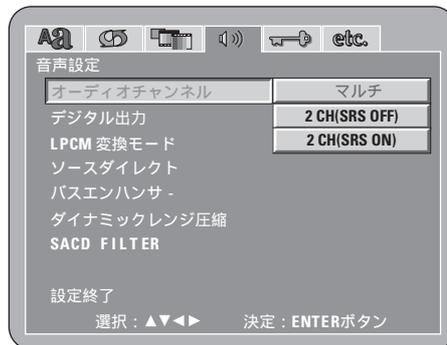 Aあ etc.
音声設定
オーディオチャンネル マルチ
デジタル出力 2 CH(SRS OFF)
LPCM 変換モード 2 CH(SRS ON)
ソースダイレクト
バスエンハンサ -
ダイナミックレンジ圧縮
SACD FILTER
設定終了
選択：▲▼◀▶ 決定：ENTERボタン